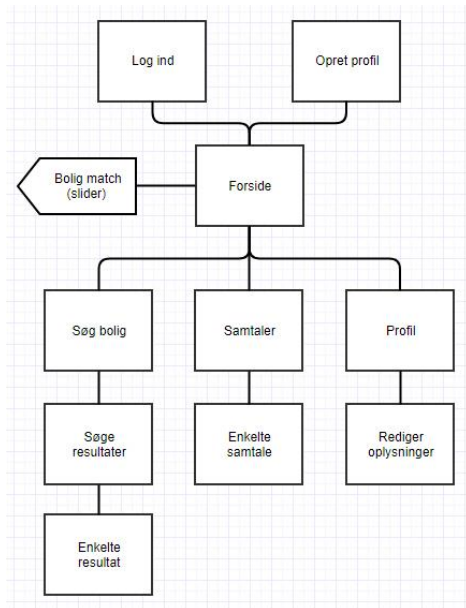 Log ind
Opret profil
Bolig match
(slider)
Forside
Søg bolig
Samtaler
Profil
Søge
resultater
Enkelte
samtale
Rediger
oplysninger
Enkelte
resultat